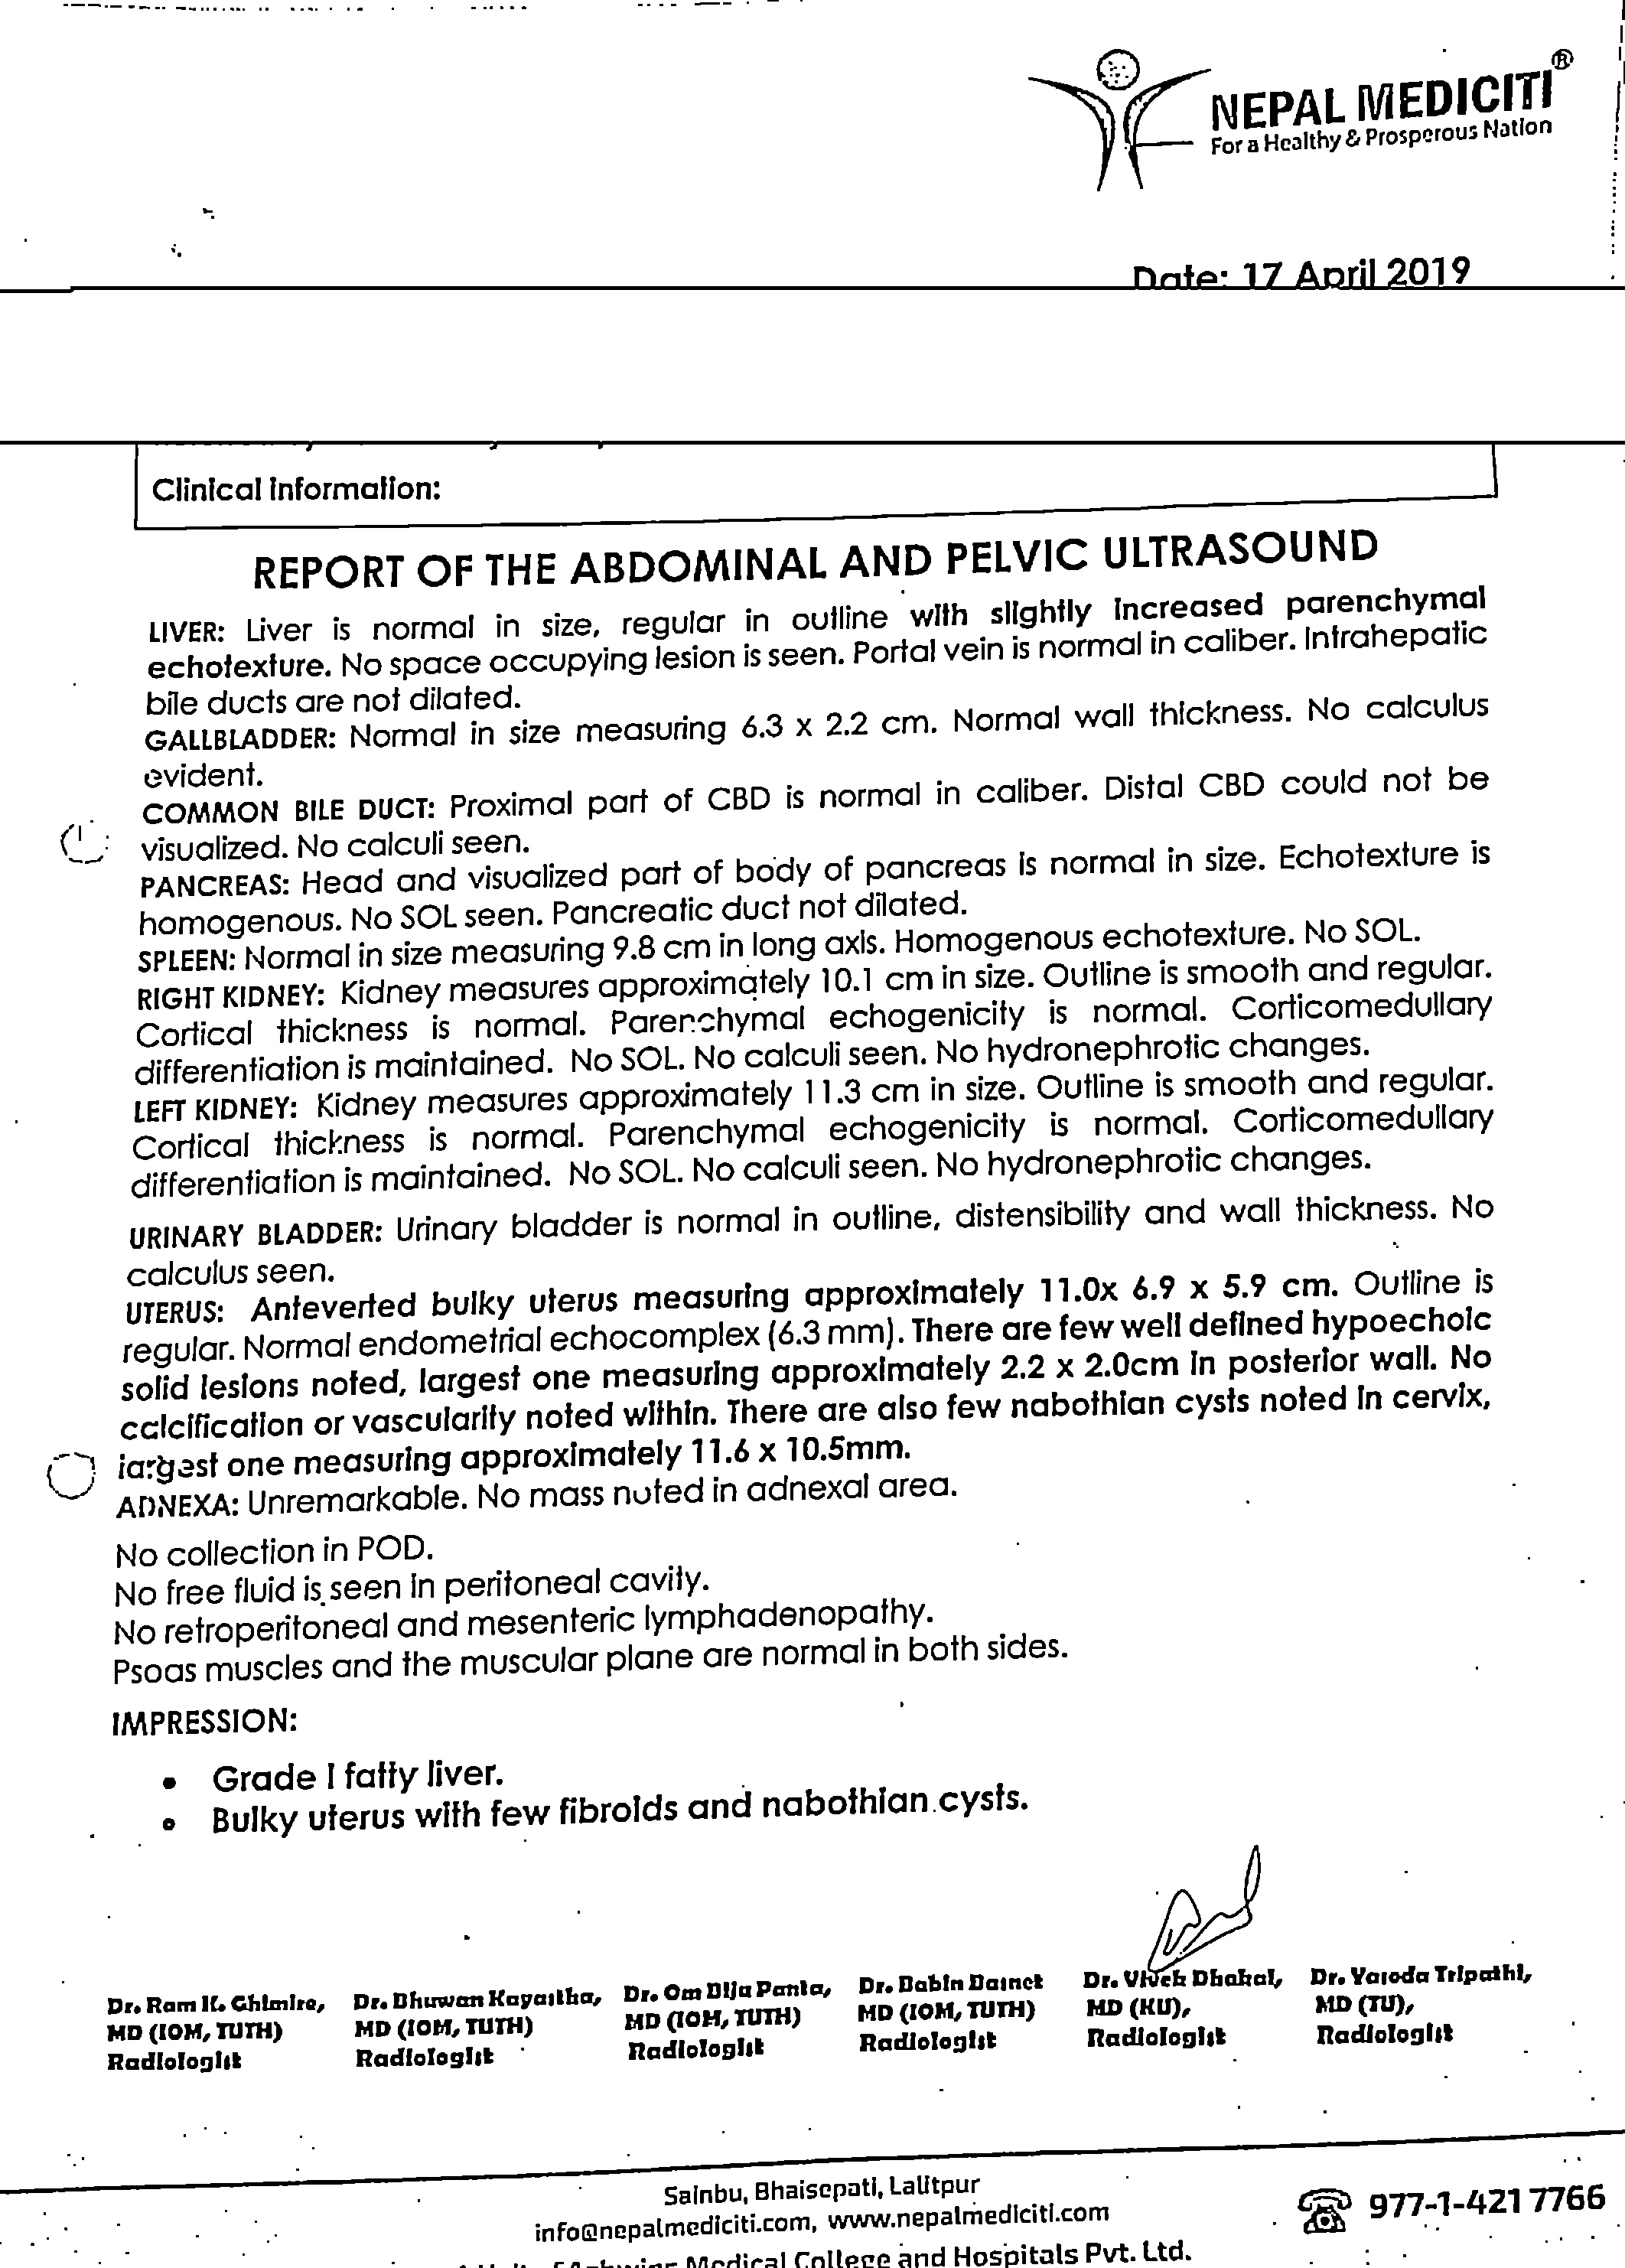 NEPAL MEDICITI®
For a Healthy & Prosperous Nation
Date: 17 April 2019
Clinical Information:
REPORT OF THE ABDOMINAL AND PELVIC ULTRASOUND
LIVER: Liver is normal in size, regular in outline with slightly increased parenchymal
echotexture. No space occupying lesion is seen. Portal vein is normal in caliber. Intrahepatic
bile ducts are not dilated.
GALLBLADDER: Normal in size measuring 6.3 x 2.2 cm. Normal wall thickness. No calculus
evident.
COMMON BILE DUCT: Proximal part of CBD is normal in caliber. Distal CBD could not be
visualized. No calculi seen.
PANCREAS: Head and visualized part of body of pancreas is normal in size. Echotexture is
homogenous. No SOL seen. Pancreatic duct not dilated.
SPLEEN: Normal in size measuring 9.8 cm in long axis. Homogenous echotexture. No SOL.
RIGHT KIDNEY: Kidney measures approximately 10.1 cm in size. Outline is smooth and regular.
Cortical thickness is normal. Parenchymal echogenicity is normal. Corticomedullary
differentiation is maintained. No SOL. No calculi seen. No hydronephrotic changes.
LEFT KIDNEY: Kidney measures approximately 11.3 cm in size. Outline is smooth and regular.
Cortical thickness is normal. Parenchymal echogenicity is normal. Corticomedullary
differentiation is maintained. No SOL. No calculi seen. No hydronephrotic changes.
URINARY BLADDER: Urinary bladder is normal in outline, distensibility and wall thickness. No
calculus seen.
UTERUS: Anteverted bulky uterus measuring approximately 11.0x 6.9 x 5.9 cm. Outline is
regular. Normal endometrial echocomplex (6.3 mm). There are few well defined hypoechoic
solid lesions noted, largest one measuring approximately 2.2 x 2.0cm in posterior wall. No
calcification or vascularity noted within. There are also few nabothian cysts noted in cervix,
largest one measuring approximately 11.6 x 10.5mm.
ADNEXA: Unremarkable. No mass noted in adnexal area.
No collection in POD.
No free fluid is seen in peritoneal cavity.
No retroperitoneal and mesenteric lymphadenopathy.
Psoas muscles and the muscular plane are normal in both sides.
IMPRESSION:
• Grade I fatty liver.
• Bulky uterus with few fibroids and nabothian cysts.
Dr. Ram K. Ghimire, Dr. Bhuwan Kayastha, Dr. Om Bija Panta, Dr. Babin Basnet Dr. Vivek Dhakal, Dr. Yasoda Tripathi,
MD (IOM, TUTH) MD (IOM, TUTH) MD (IOM, TUTH) MD (IOM, TUTH) MD (KU), MD (TU),
Radiologist Radiologist Radiologist Radiologist Radiologist Radiologist
Sainbu, Bhaisepati, Lalitpur
info@nepalmediciti.com, www.nepalmediciti.com
977-1-421 7766
Medical College and Hospitals Pvt. Ltd.